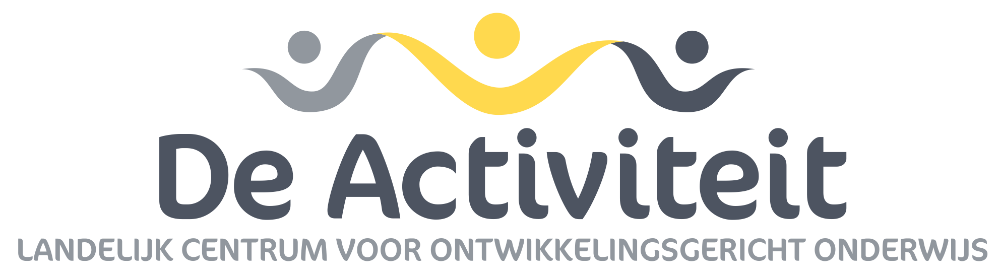 De Activiteit
LANDELIJK CENTRUM VOOR ONTWIKKELINGSGERICHT ONDERWIJS